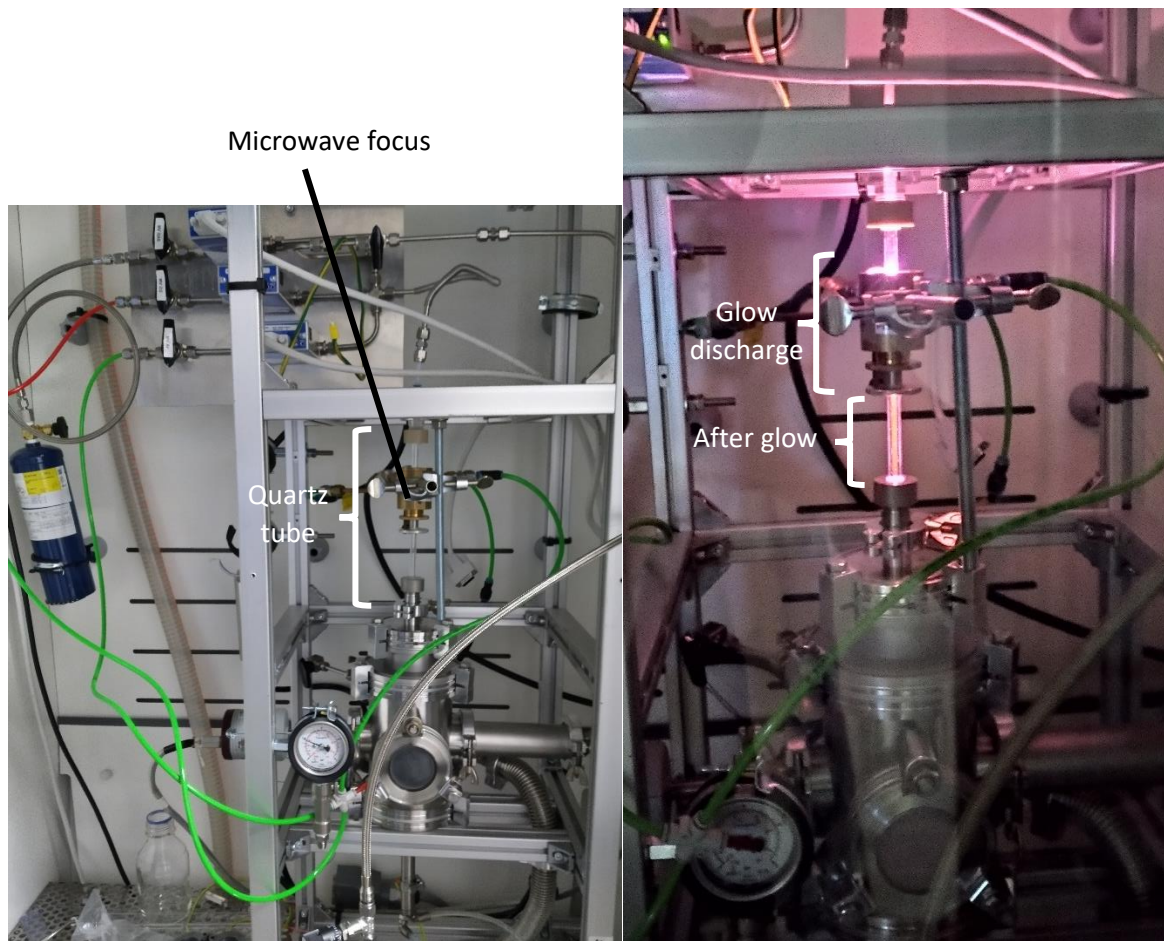 Microwave focus
Quartz
tube
Glow
discharge
After glow